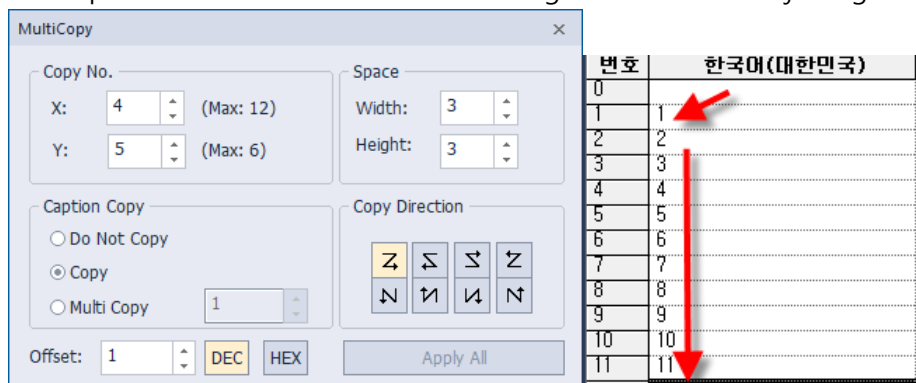 MultiCopy
Copy No.
X: 4 (Max: 12)
Y: 5 (Max: 6)
Space
Width: 3
Height: 3
Caption Copy
Do Not Copy
Copy
Multi Copy 1
Copy Direction
Offset: 1 DEC HEX
Apply All
번호 한국어(대한민국)
0
1 1
2 2
3 3
4 4
5 5
6 6
7 7
8 8
9 9
10 10
11 11